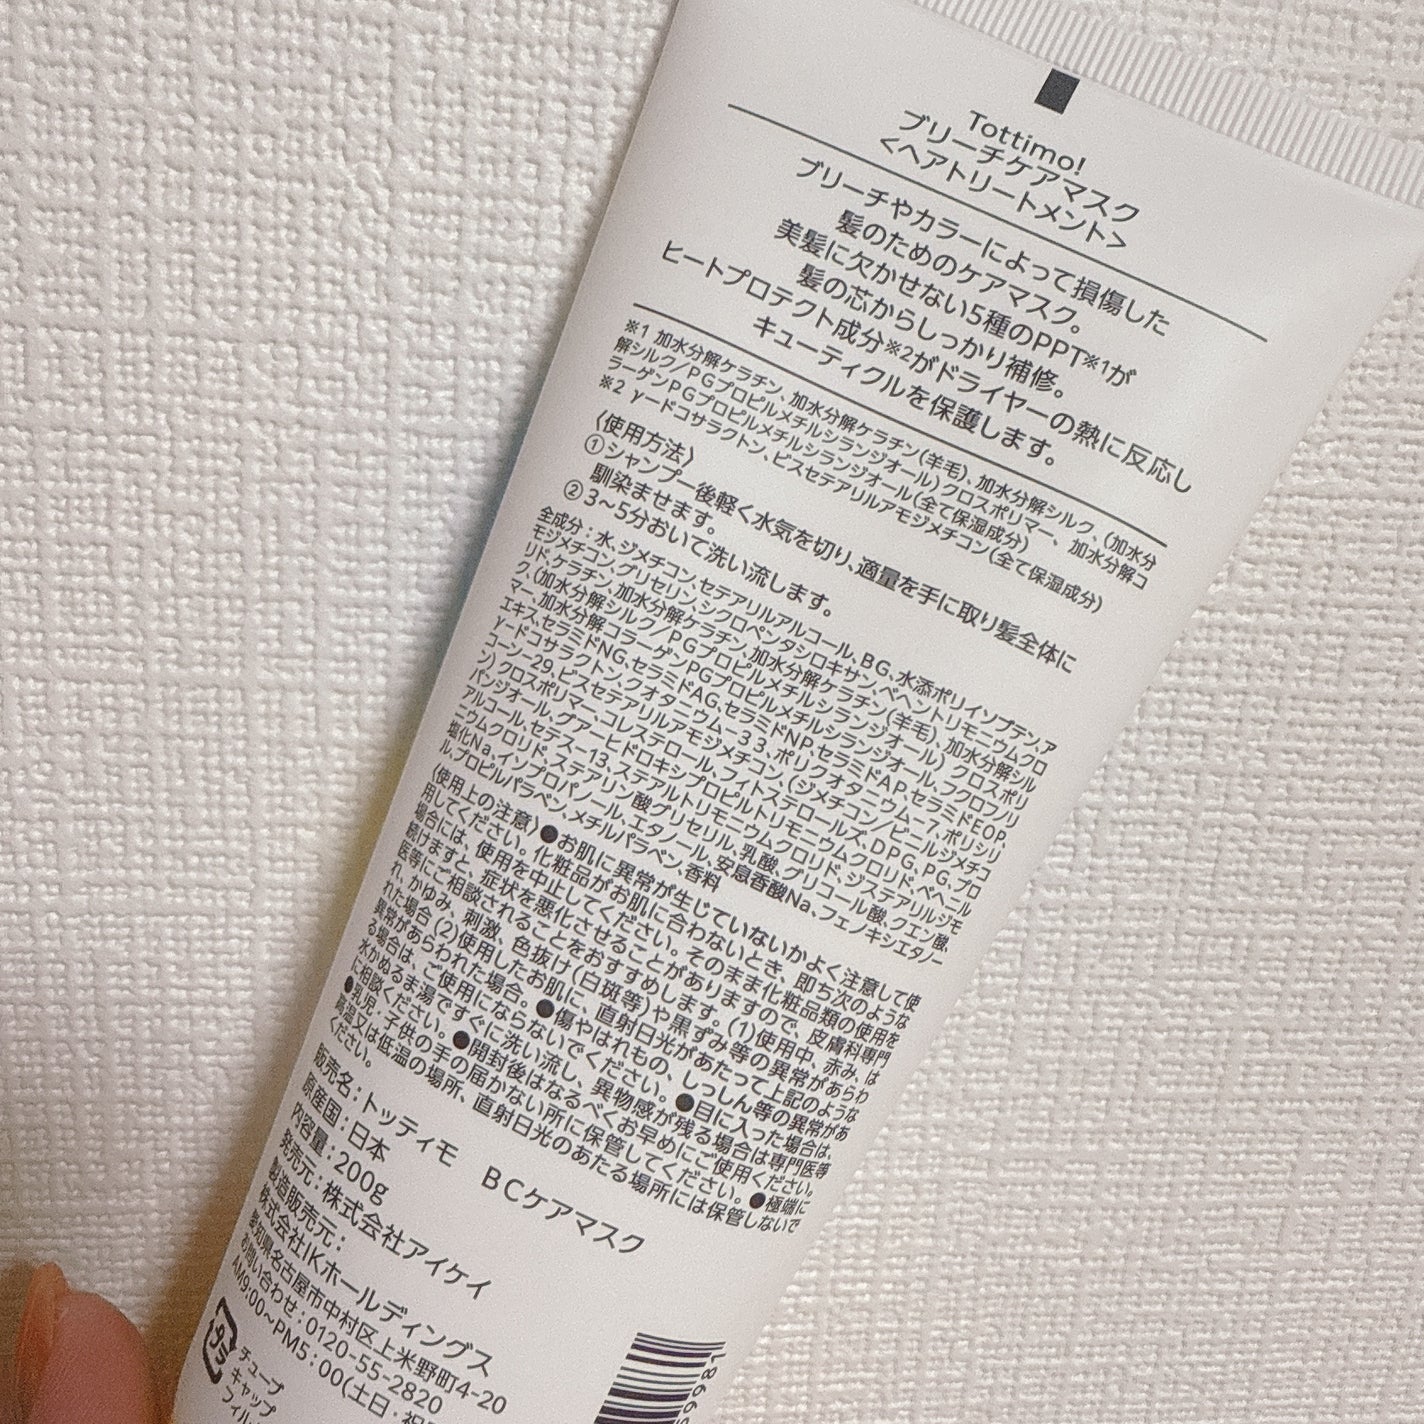 Tottimo!
ブリーチケアマスク
<ヘアトリートメント>
ブリーチやカラーによって損傷した
髪のためのケアマスク。
美髪に欠かせない5種のPPT※1が
髪の芯からしっかり補修。
ヒートプロテクト成分※2がドライヤーの熱に反応し
キューティクルを保護します。
※1 加水分解ケラチン、加水分解ケラチン(羊毛)、加水分解シルク、(加水分
解シルク/PGプロピルメチルシランジオール)クロスポリマー、加水分解コ
ラーゲンPGプロピルメチルシランジオール(全て保湿成分)
※2 γードコサラクトン、ビスセテアリルアモジメチコン(全て保湿成分)
〈使用方法〉
①シャンプー後軽く水気を切り、適量を手に取り髪全体に
馴染ませます。
②3〜5分おいて洗い流します。
全成分:水、ジメチコン、セテアリルアルコール、BG、水添ポリイソブテン、ア
モジメチコン、グリセリン、シクロペンタシロキサン、ベヘントリモニウムクロ
リド、ケラチン、加水分解ケラチン、加水分解ケラチン(羊毛)、加水分解シル
ク、(加水分解シルク/PGプロピルメチルシランジオール)クロスポリ
マー、加水分解コラーゲンPGプロピルメチルシランジオール、フクロフノリ
エキス、セラミドNG、セラミドAG、セラミドNP、セラミドAP、セラミドEOP、
γードコサラクトン、クオタニウム−33、ポリクオタニウム−7、ポリシリ
コーン−29、ビスセテアリルアモジメチコン、(ジメチコン/ビニルジメチコ
ン)クロスポリマー、コレステロール、フィトステロールズ、DPG、PG、プロ
パンジオール、グアーヒドロキシプロピルトリモニウムクロリド、ベヘニル
アルコール、セテス−13、ステアルトリモニウムクロリド、ジステアリルジモ
ニウムクロリド、ステアリン酸グリセリル、乳酸、グリコール酸、クエン酸、
塩化Na、イソプロパノール、エタノール、安息香酸Na、フェノキシエタノー
ル、プロピルパラベン、メチルパラベン、香料
〈使用上の注意〉●お肌に異常が生じていないかよく注意して使
用してください。化粧品がお肌に合わないとき、即ち次のような
場合には、使用を中止してください。そのまま化粧品類の使用を
続けますと、症状を悪化させることがありますので、皮膚科専門
医等にご相談されることをおすすめします。(1)使用中、赤み、は
れ、かゆみ、刺激、色抜け(白斑等)や黒ずみ等の異常があらわ
れた場合(2)使用したお肌に、直射日光があたって上記のような
異常があらわれた場合。●傷やはれもの、しっしん等の異常があ
る場合は、ご使用にならないでください。●目に入った場合は、
水かぬるま湯ですぐに洗い流し、異物感が残る場合は専門医等
に相談ください。●開封後はなるべくお早めにご使用ください。
●乳児・子供の手の届かない所に保管してください。●極端に
高温又は低温の場所、直射日光のあたる場所には保管しないで
ください。
販売名:トッティモ BCケアマスク
原産国:日本
内容量:200g
発売元:株式会社アイケイ
製造販売元:
株式会社IKホールディングス
愛知県名古屋市中村区上米野町4-20
お問い合わせ:0120-55-2820
AM9:00〜PM5:00(土日・祝
チューブ
キャップ